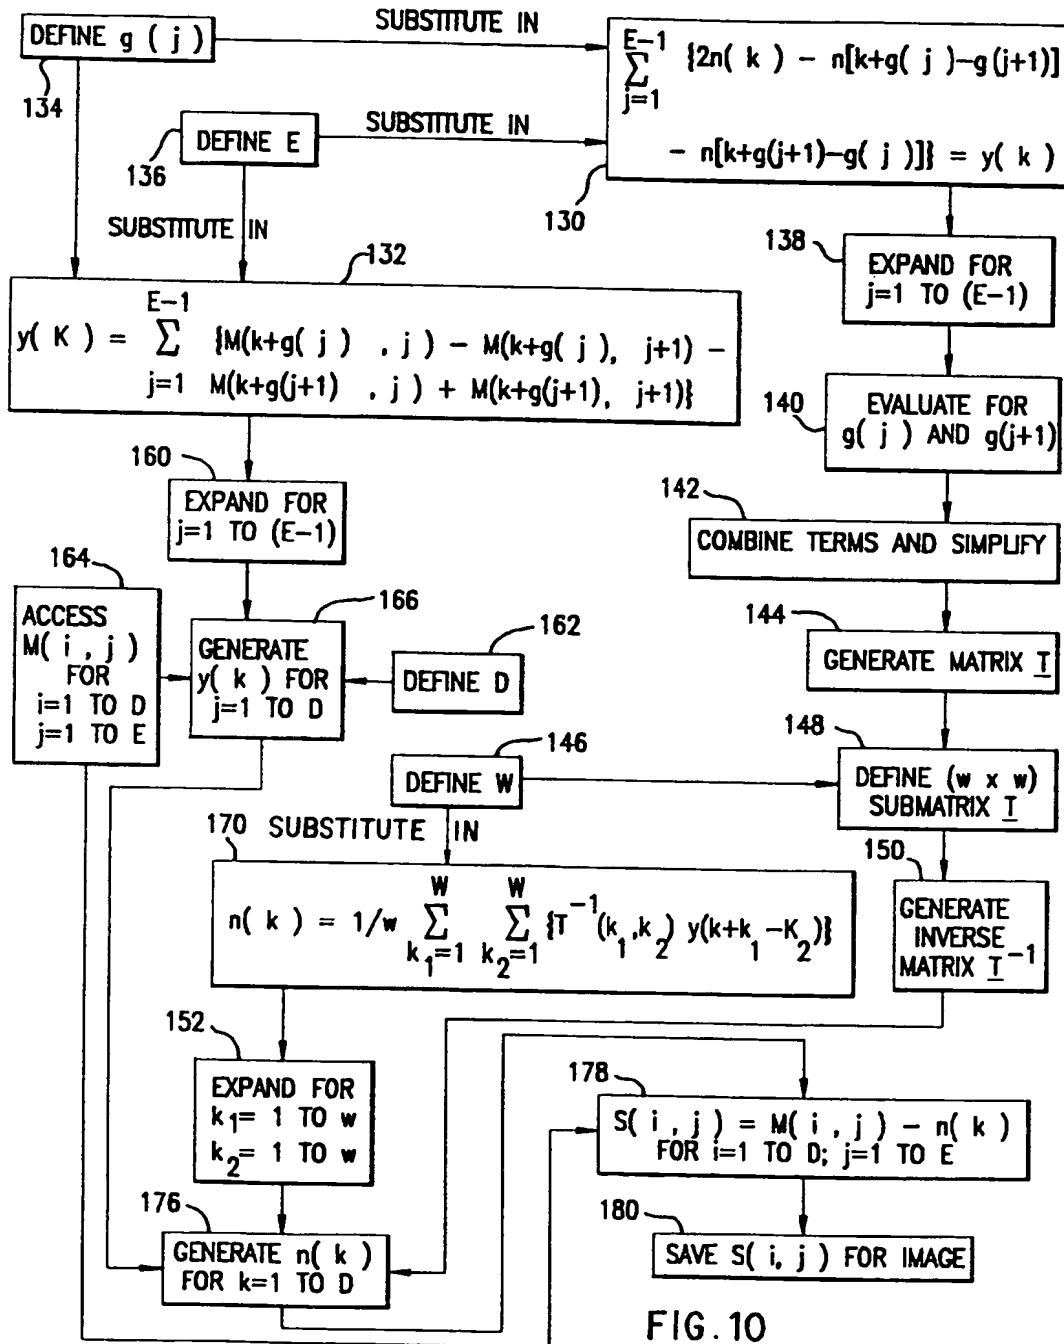 DEFINE g ( j )
134
SUBSTITUTE IN
E-1
∑ {2n( k ) - n[k+g( j )-g(j+1)]
j=1
- n[k+g(j+1)-g( j )]} = y( k )
130
DEFINE E
136
SUBSTITUTE IN
SUBSTITUTE IN
132
E-1
y( K ) = ∑ {M(k+g( j ) , j ) - M(k+g( j ), j+1) -
j=1 M(k+g(j+1) , j ) + M(k+g(j+1), j+1)}
138
EXPAND FOR
j=1 TO (E-1)
140
EVALUATE FOR
g( j ) AND g(j+1)
160
EXPAND FOR
j=1 TO (E-1)
142
COMBINE TERMS AND SIMPLIFY
164
ACCESS
M( i , j )
FOR
i=1 TO D
j=1 TO E
166
GENERATE
y( k ) FOR
j=1 TO D
162
DEFINE D
144
GENERATE MATRIX T
146
DEFINE W
148
DEFINE (w x w)
SUBMATRIX T
170
SUBSTITUTE IN
W W
n( k ) = 1/w ∑ ∑ {T⁻¹(k₁,k₂) y(k+k₁-K₂)}
k₁=1 k₂=1
150
GENERATE
INVERSE
MATRIX T⁻¹
152
EXPAND FOR
k₁= 1 TO w
k₂= 1 TO w
178
S( i , j ) = M( i , j ) - n( k )
FOR i=1 TO D; j=1 TO E
176
GENERATE n( k )
FOR k=1 TO D
180
SAVE S( i, j ) FOR IMAGE
FIG.10